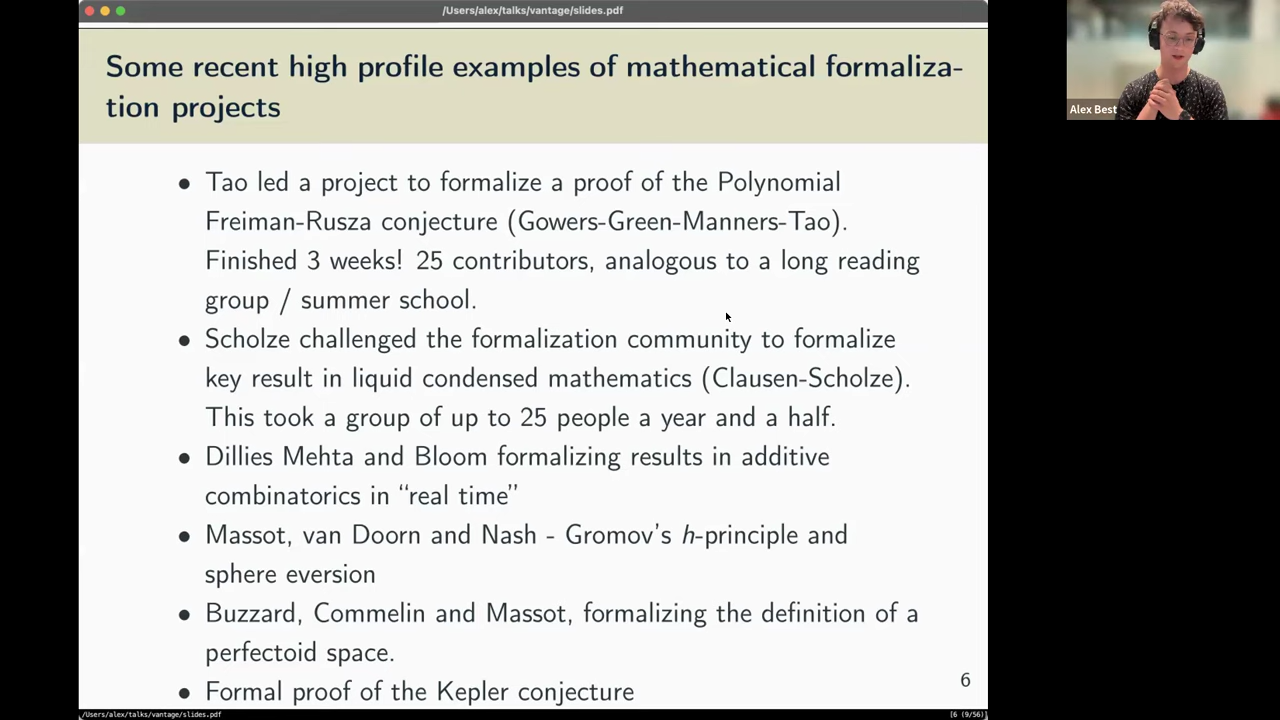 /Users/alex/talks/vantage/slides.pdf
Some recent high profile examples of mathematical formaliza-
tion projects
• Tao led a project to formalize a proof of the Polynomial
Freiman-Rusza conjecture (Gowers-Green-Manners-Tao).
Finished 3 weeks! 25 contributors, analogous to a long reading
group / summer school.
• Scholze challenged the formalization community to formalize
key result in liquid condensed mathematics (Clausen-Scholze).
This took a group of up to 25 people a year and a half.
• Dillies Mehta and Bloom formalizing results in additive
combinatorics in “real time”
• Massot, van Doorn and Nash - Gromov’s h-principle and
sphere eversion
• Buzzard, Commelin and Massot, formalizing the definition of a
perfectoid space.
• Formal proof of the Kepler conjecture
6
/Users/alex/talks/vantage/slides.pdf
[6 (9/56)]
Alex Best